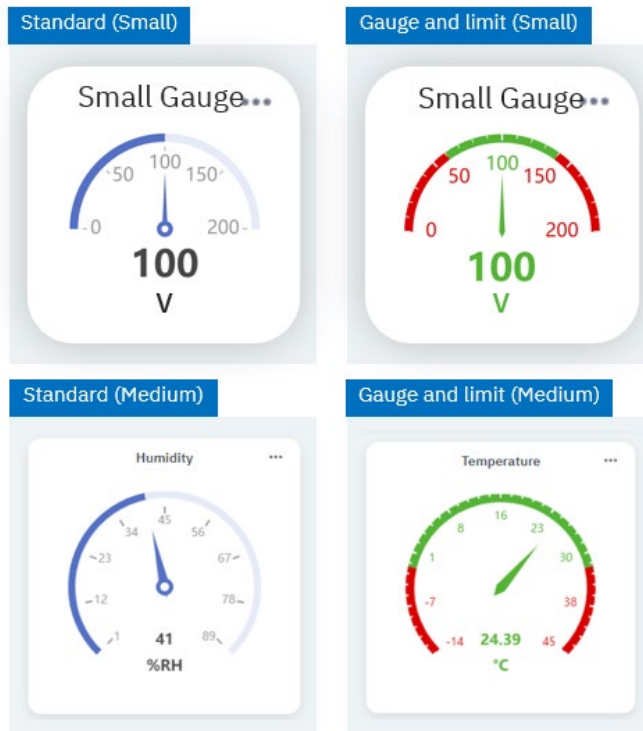 Standard (Small)
Small Gauge...
100
50 150
0 200
100
V
Gauge and limit (Small)
Small Gauge...
100
50 150
0 200
100
V
Standard (Medium)
Humidity ...
45
34 56
23 67
12 78
1 89
41
%RH
Gauge and limit (Medium)
Temperature ...
16
8 23
1 30
-7 38
-14 45
24.39
°C